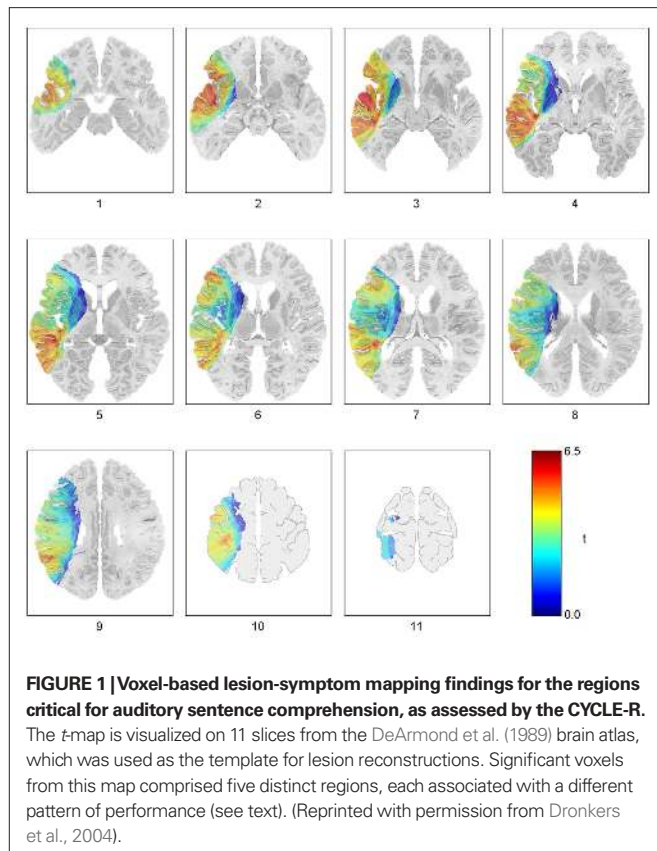 1
2
3
4
5
6
7
8
6.5
1
0.0
9
10
11
FIGURE 1 | Voxel-based lesion-symptom mapping findings for the regions
critical for auditory sentence comprehension, as assessed by the CYCLE-R.
The t-map is visualized on 11 slices from the DeArmond et al. (1989) brain atlas,
which was used as the template for lesion reconstructions. Significant voxels
from this map comprised five distinct regions, each associated with a different
pattern of performance (see text). (Reprinted with permission from Dronkers
et al., 2004).